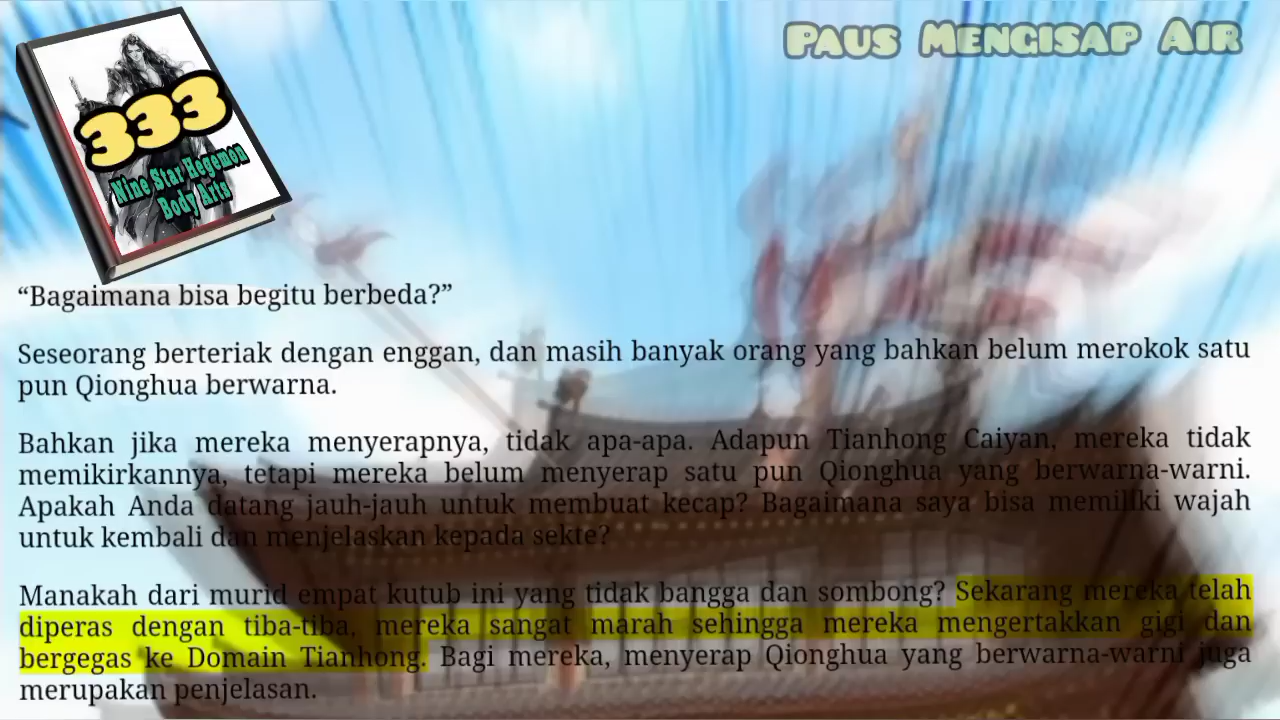 Paus Mengisap Air
333
Nine Star Hegemon
Body Arts
“Bagaimana bisa begitu berbeda?”
Seseorang berteriak dengan enggan, dan masih banyak orang yang bahkan belum merokok satu
pun Qionghua berwarna.
Bahkan jika mereka menyerapnya, tidak apa-apa. Adapun Tianhong Caiyan, mereka tidak
memikirkannya, tetapi mereka belum menyerap satu pun Qionghua yang berwarna-warni.
Apakah Anda datang jauh-jauh untuk membuat kecap? Bagaimana saya bisa memiliki wajah
untuk kembali dan menjelaskan kepada sekte?
Manakah dari murid empat kutub ini yang tidak bangga dan sombong? Sekarang mereka telah
diperas dengan tiba-tiba, mereka sangat marah sehingga mereka mengertakkan gigi dan
bergegas ke Domain Tianhong. Bagi mereka, menyerap Qionghua yang berwarna-warni juga
merupakan penjelasan.